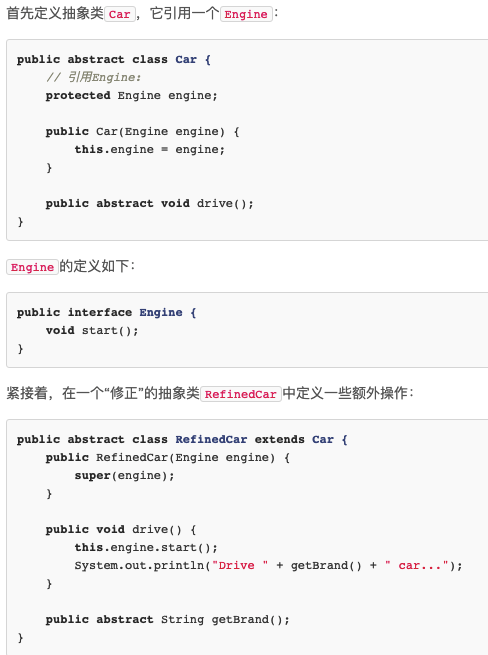 首先定义抽象类Car，它引用一个Engine：
public abstract class Car {
    // 引用Engine:
    protected Engine engine;
    public Car(Engine engine) {
        this.engine = engine;
    }
    public abstract void drive();
}
Engine的定义如下：
public interface Engine {
    void start();
}
紧接着，在一个“修正”的抽象类RefinedCar中定义一些额外操作：
public abstract class RefinedCar extends Car {
    public RefinedCar(Engine engine) {
        super(engine);
    }
    public void drive() {
        this.engine.start();
        System.out.println("Drive " + getBrand() + " car...");
    }
    public abstract String getBrand();
}